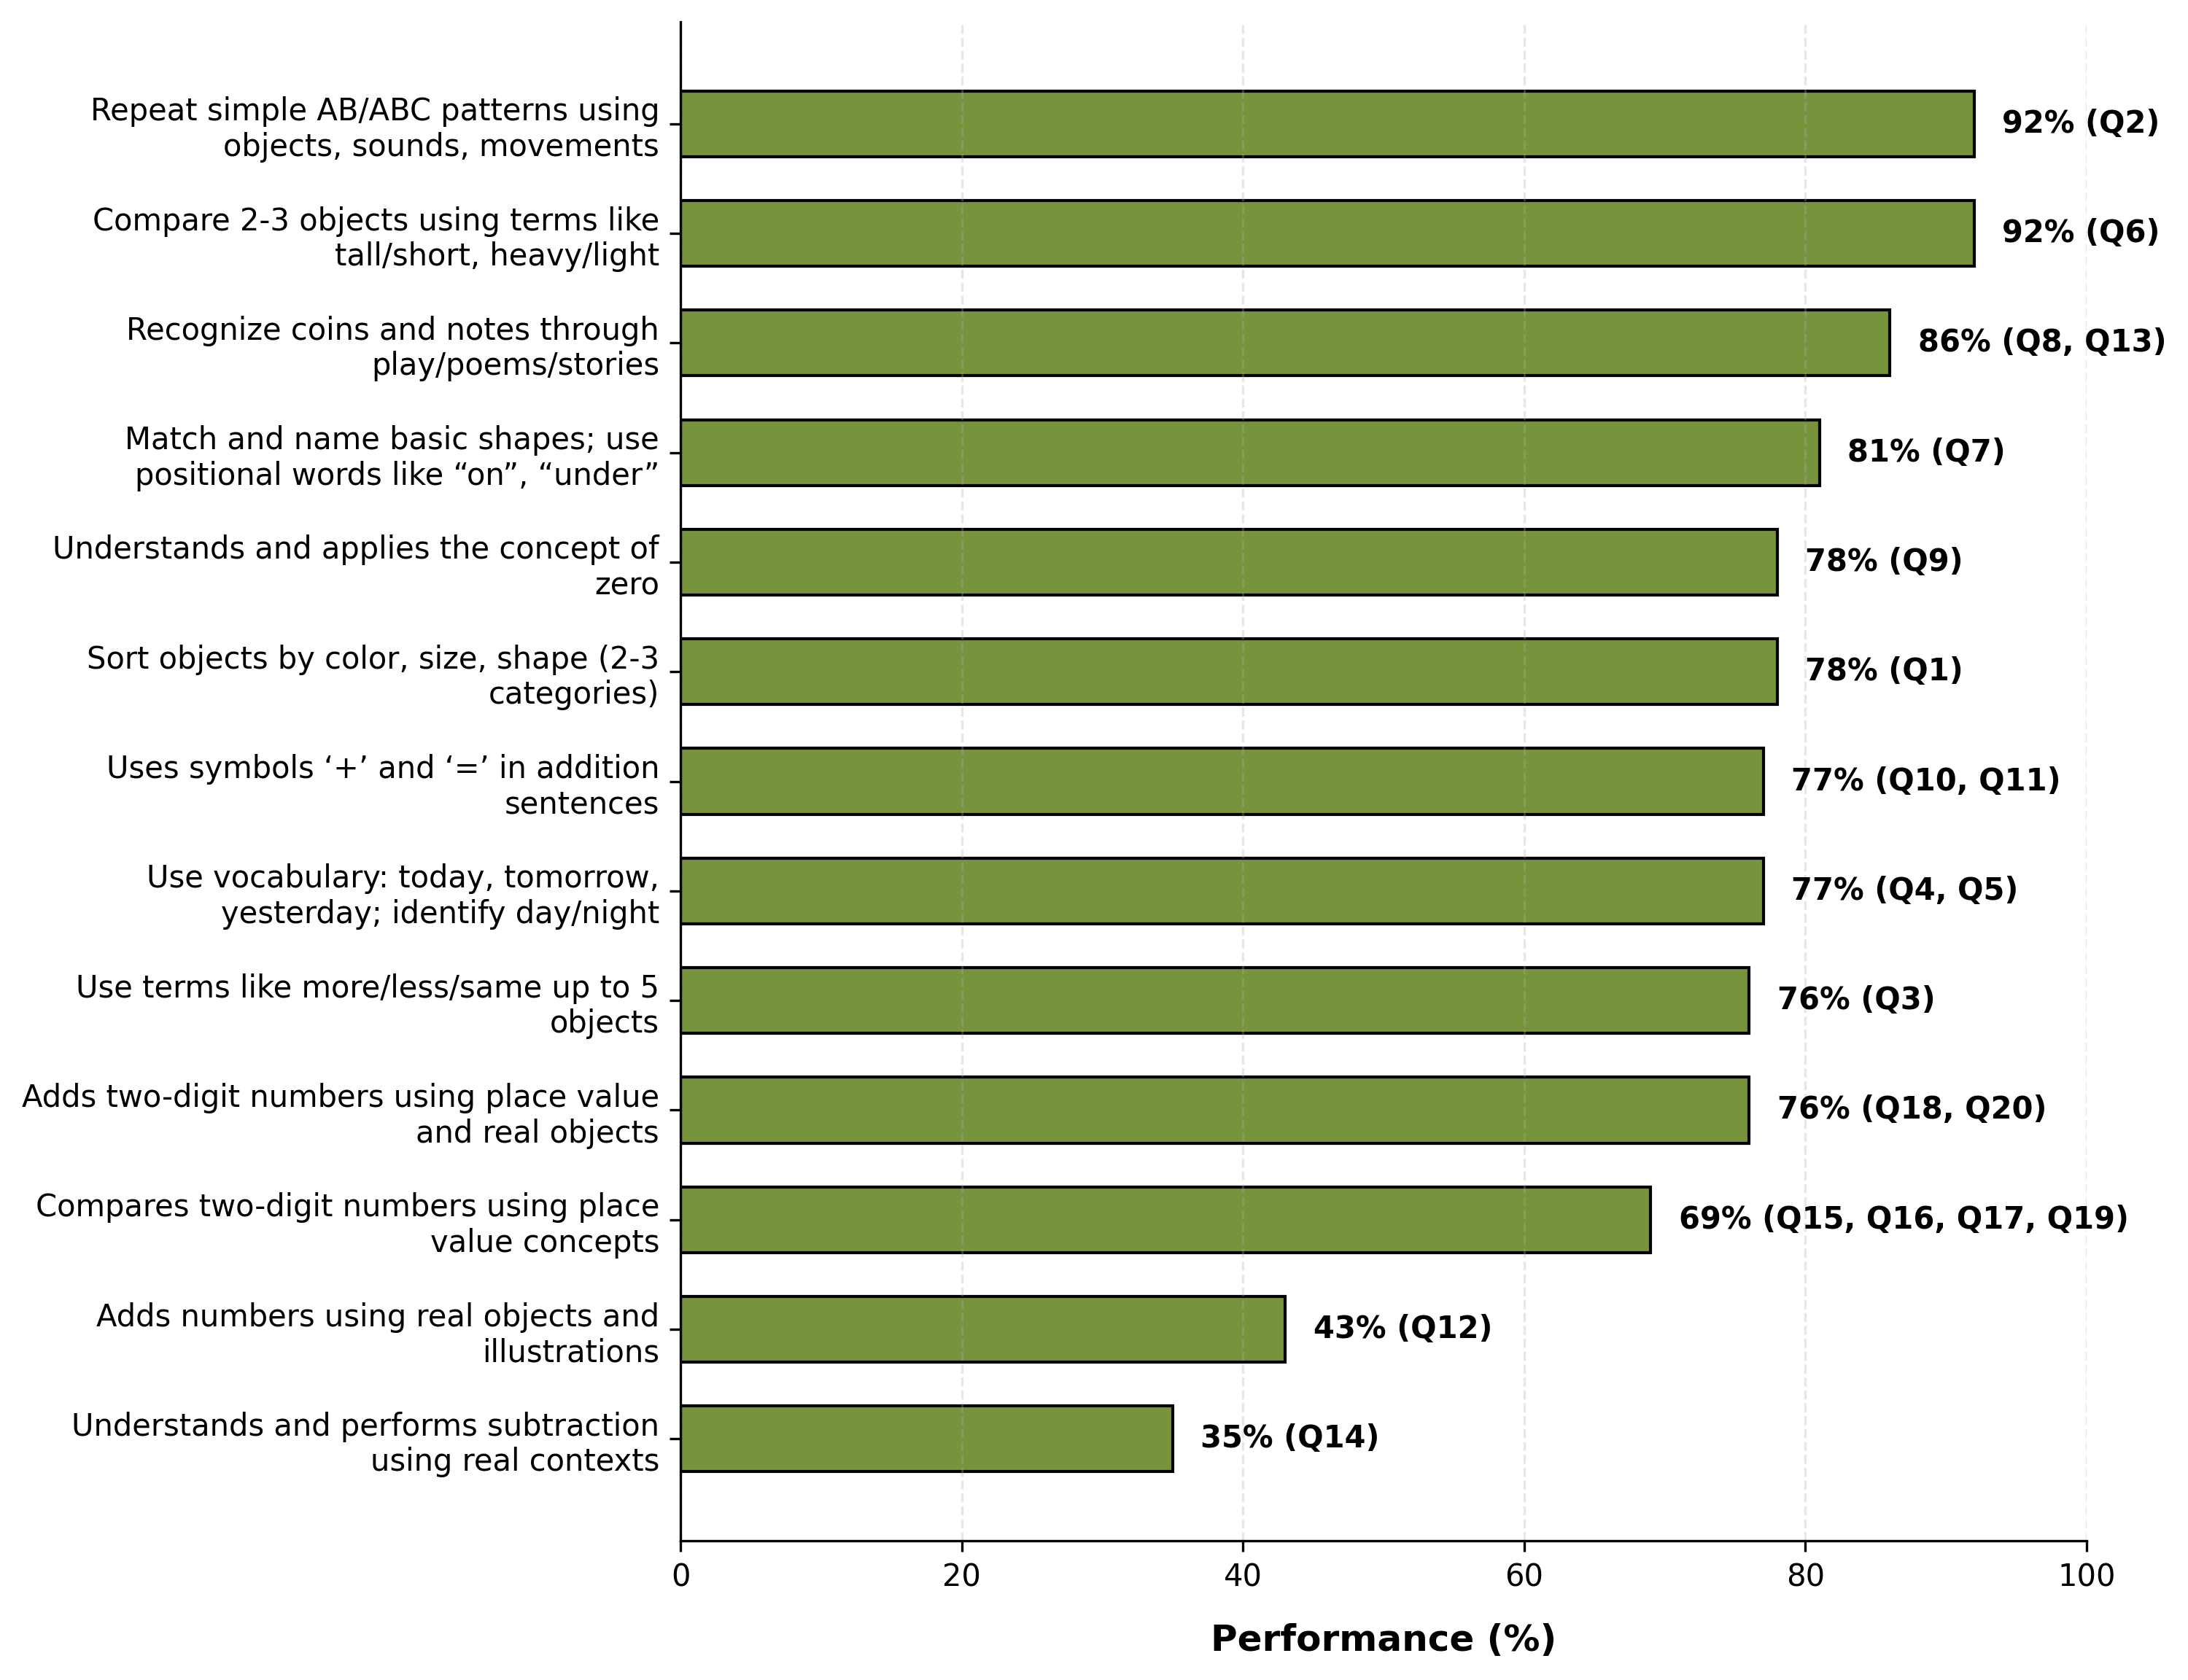 Repeat simple AB/ABC patterns using
objects, sounds, movements
92% (Q2)
Compare 2-3 objects using terms like
tall/short, heavy/light
92% (Q6)
Recognize coins and notes through
play/poems/stories
86% (Q8, Q13)
Match and name basic shapes; use
positional words like “on”, “under”
81% (Q7)
Understands and applies the concept of
zero
78% (Q9)
Sort objects by color, size, shape (2-3
categories)
78% (Q1)
Uses symbols ‘+’ and ‘=’ in addition
sentences
77% (Q10, Q11)
Use vocabulary: today, tomorrow,
yesterday; identify day/night
77% (Q4, Q5)
Use terms like more/less/same up to 5
objects
76% (Q3)
Adds two-digit numbers using place value
and real objects
76% (Q18, Q20)
Compares two-digit numbers using place
value concepts
69% (Q15, Q16, Q17, Q19)
Adds numbers using real objects and
illustrations
43% (Q12)
Understands and performs subtraction
using real contexts
35% (Q14)
0 20 40 60 80 100
Performance (%)